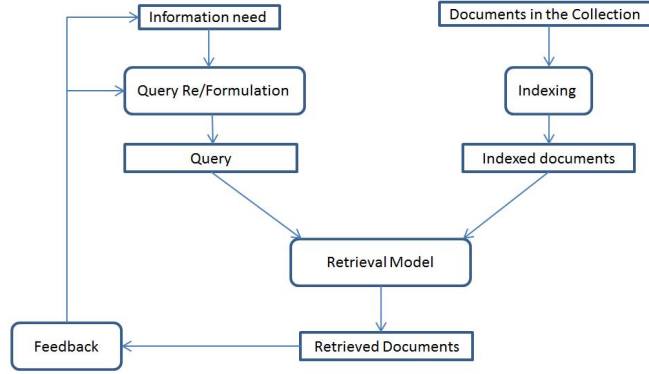 Information need
Documents in the Collection
Query Re/Formulation
Indexing
Query
Indexed documents
Retrieval Model
Feedback
Retrieved Documents